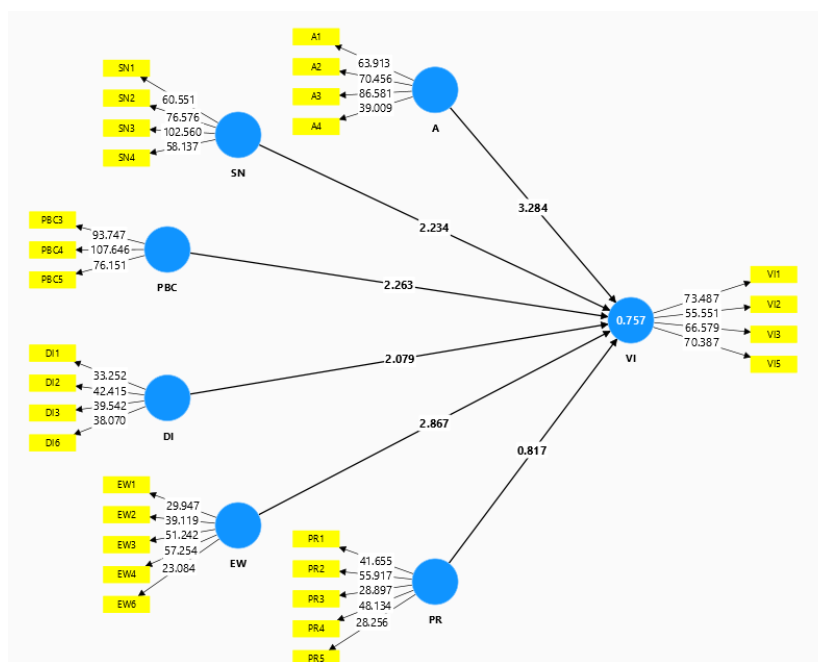 A1
A2
A3
A4
63.913
70.456
86.581
39.009
A
SN1
SN2
SN3
SN4
60.551
76.576
102.560
58.137
SN
3.284
2.234
PBC3
PBC4
PBC5
93.747
107.646
76.151
PBC
2.263
VI1
VI2
VI3
VI5
73.487
55.551
66.579
70.387
0.757
VI
DI1
DI2
DI3
DI6
33.252
42.415
39.542
38.070
DI
2.079
2.867
0.817
EW1
EW2
EW3
EW4
EW6
29.947
39.119
51.242
57.254
23.084
EW
PR1
PR2
PR3
PR4
PR5
41.655
55.917
28.897
48.134
28.256
PR